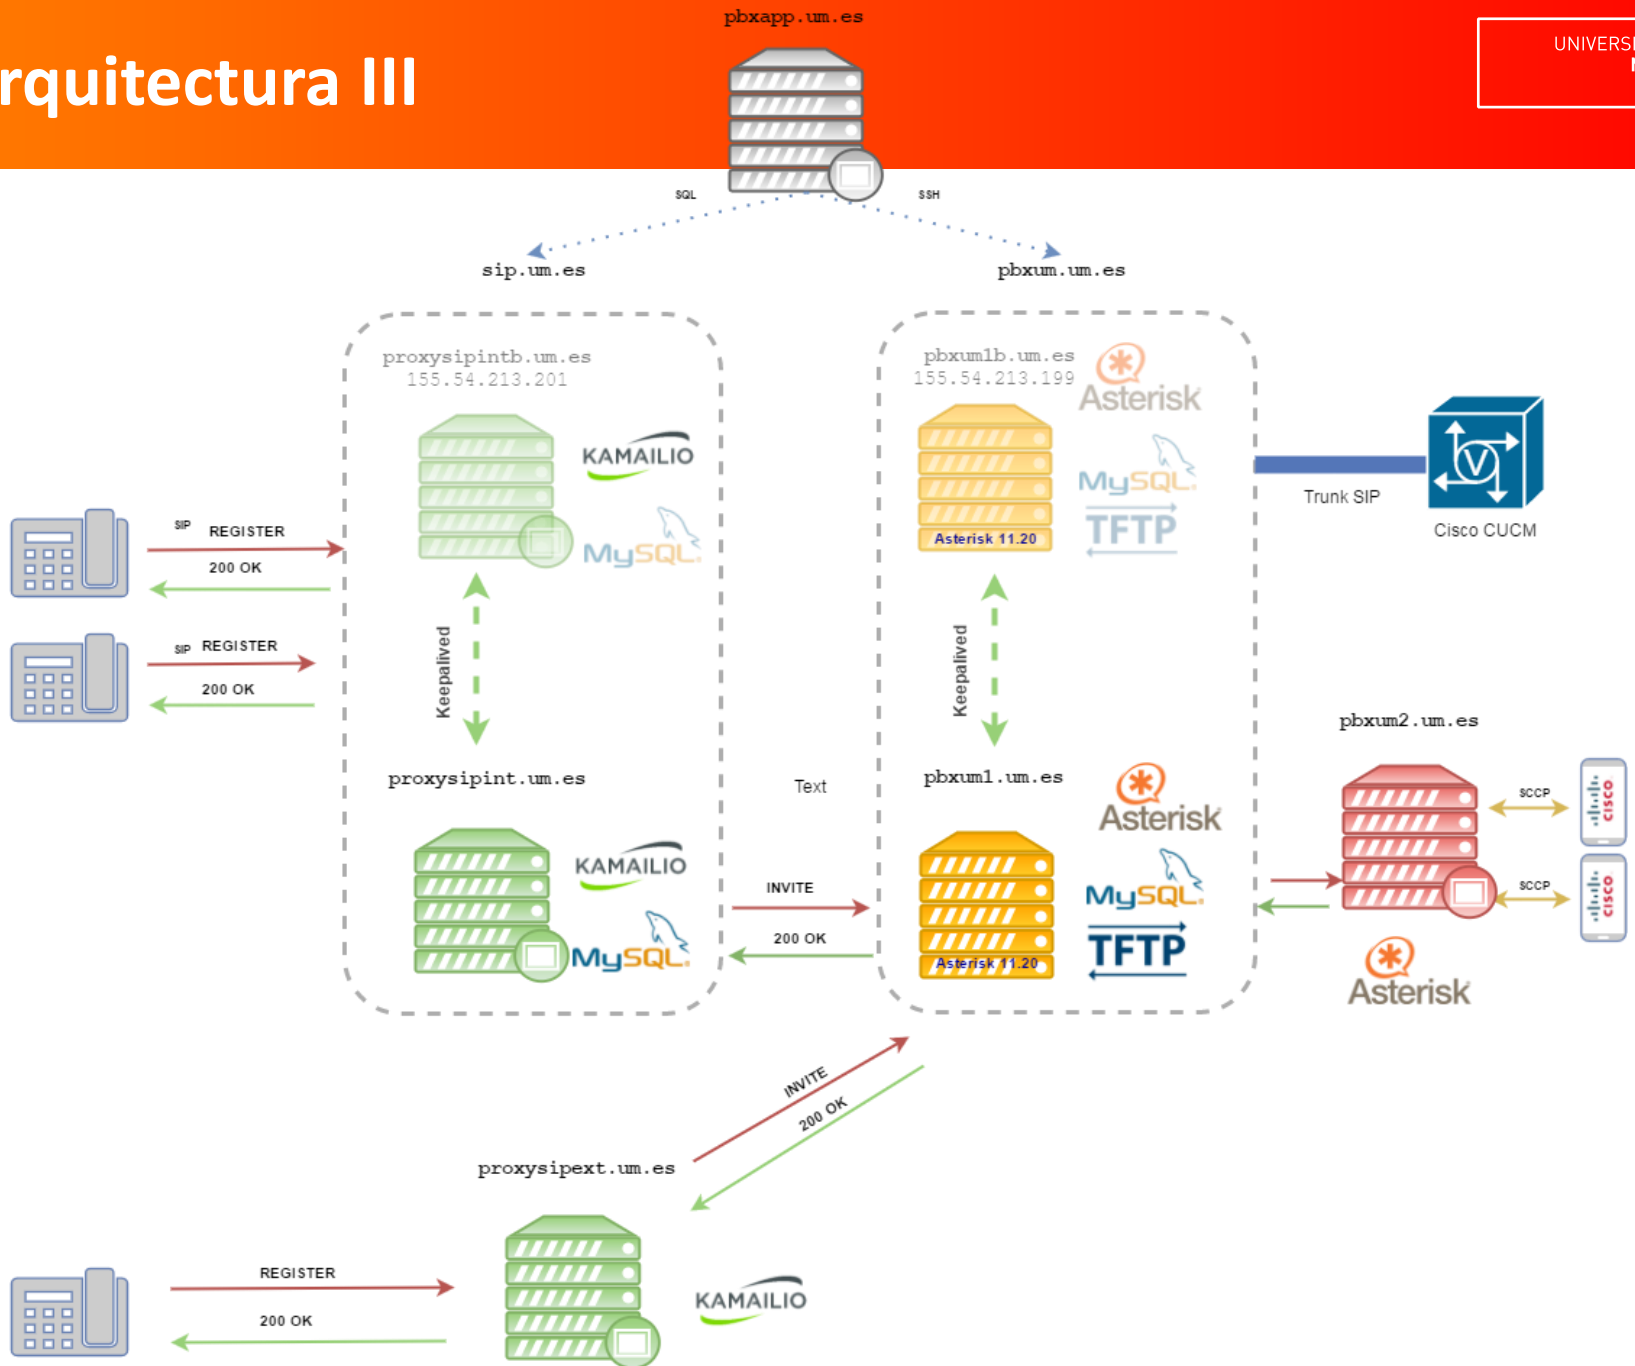 pbxapp.um.es
rquitectura III
UNIVERSI
SQL
SSH
sip.um.es
pbxum.um.es
proxysipintb.um.es
155.54.213.201
KAMAILIO
MySQL
pbxum1b.um.es
155.54.213.199
Asterisk
MySQL
TFTP
Asterisk 11.20
Trunk SIP
Cisco CUCM
SIP REGISTER
200 OK
SIP REGISTER
200 OK
Keepalived
Keepalived
proxysipint.um.es
KAMAILIO
MySQL
Text
INVITE
200 OK
pbxum1.um.es
Asterisk
MySQL
TFTP
Asterisk 11.20
pbxum2.um.es
SCCP
CISCO
SCCP
CISCO
Asterisk
INVITE
200 OK
proxysipext.um.es
KAMAILIO
REGISTER
200 OK